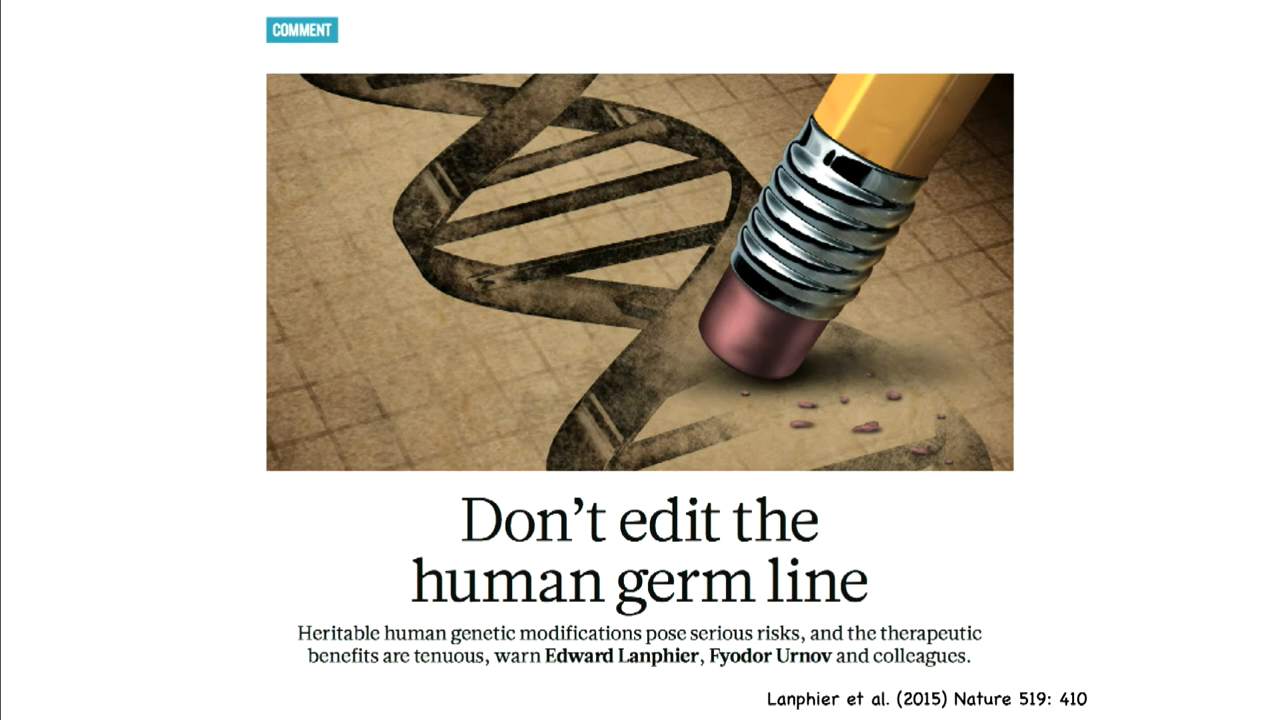 COMMENT
Don't edit the
human germ line
Heritable human genetic modifications pose serious risks, and the therapeutic
benefits are tenuous, warn Edward Lanphier, Fyodor Urnov and colleagues.
Lanphier et al. (2015) Nature 519: 410